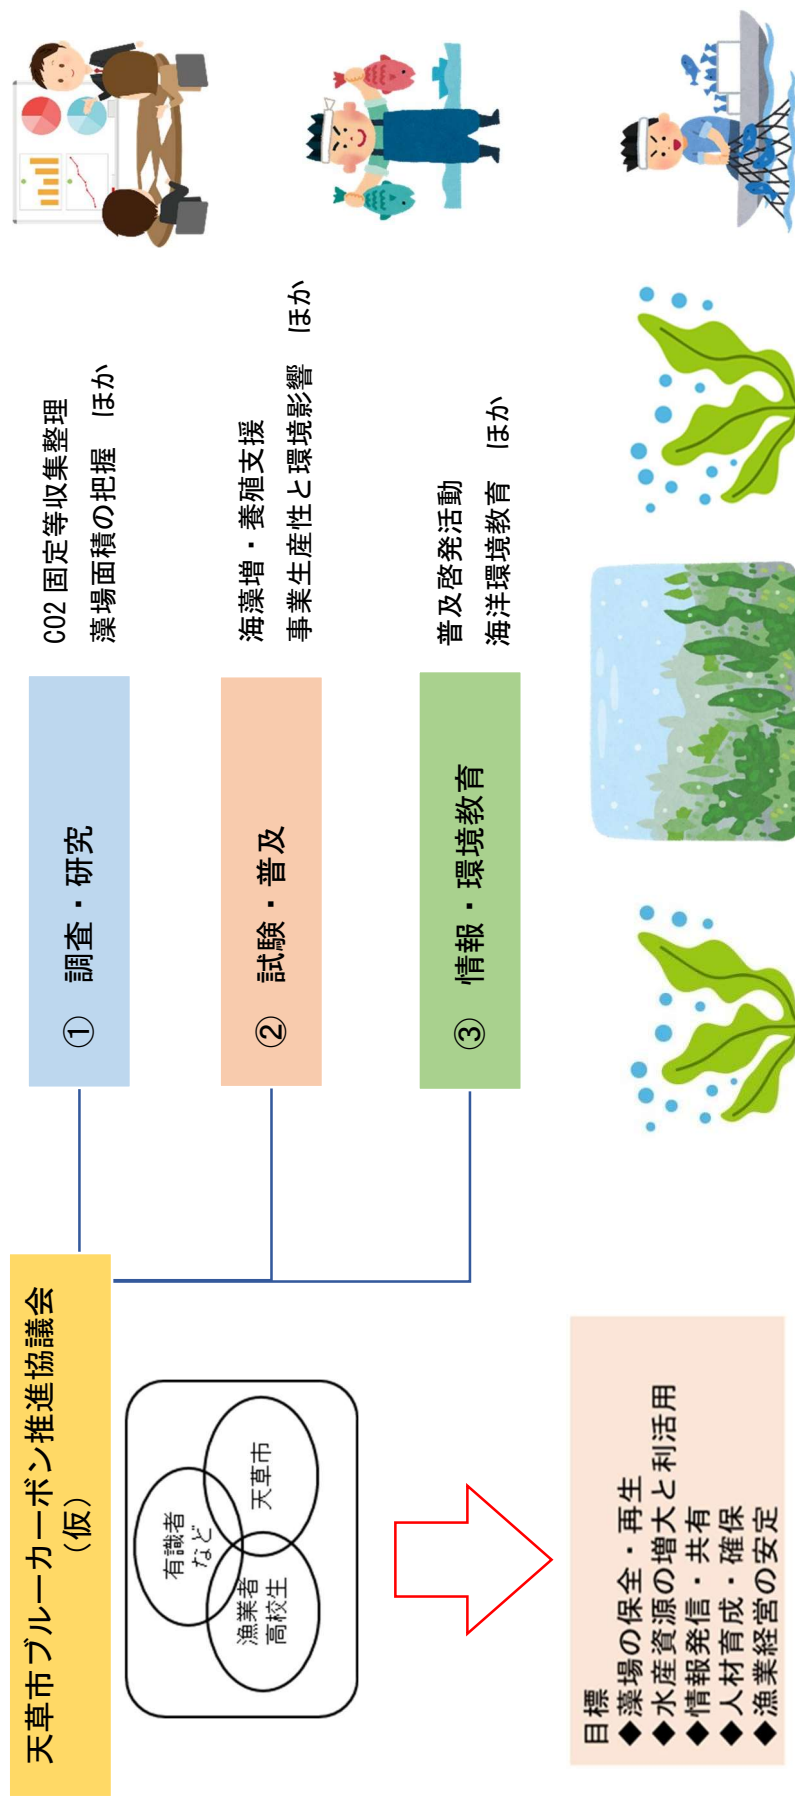 天草市ブルーカーボン推進協議会
(仮)
有識者
など
漁業者
高校生
天草市
目標
◆藻場の保全・再生
◆水産資源の増大と利活用
◆情報発信・共有
◆人材育成・確保
◆漁業経営の安定
① 調査・研究
CO2 固定等収集整理
藻場面積の把握 ほか
② 試験・普及
海藻増・養殖支援
事業生産性と環境影響 ほか
③ 情報・環境教育
普及啓発活動
海洋環境教育 ほか